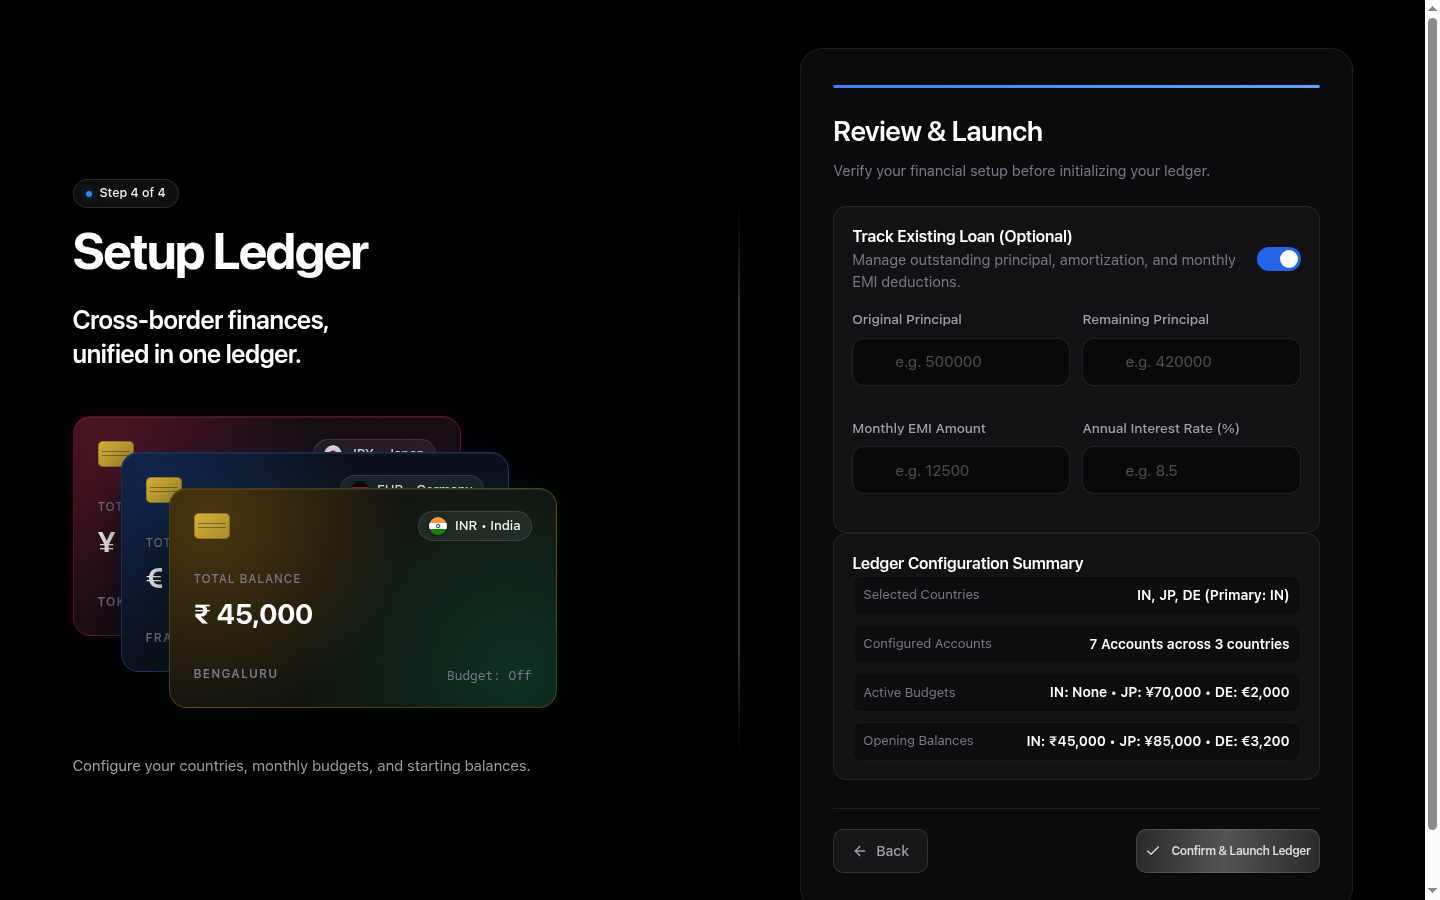 Step 4 of 4
Setup Ledger
Cross-border finances,
unified in one ledger.
TOT
¥
TOK
TOT
€
FRA
INR • India
TOTAL BALANCE
₹ 45,000
BENGALURU
Budget: Off
Configure your countries, monthly budgets, and starting balances.
Review & Launch
Verify your financial setup before initializing your ledger.
Track Existing Loan (Optional)
Manage outstanding principal, amortization, and monthly
EMI deductions.
Original Principal
Remaining Principal
e.g. 500000
e.g. 420000
Monthly EMI Amount
Annual Interest Rate (%)
e.g. 12500
e.g. 8.5
Ledger Configuration Summary
Selected Countries
IN, JP, DE (Primary: IN)
Configured Accounts
7 Accounts across 3 countries
Active Budgets
IN: None • JP: ¥70,000 • DE: €2,000
Opening Balances
IN: ₹45,000 • JP: ¥85,000 • DE: €3,200
Back
Confirm & Launch Ledger